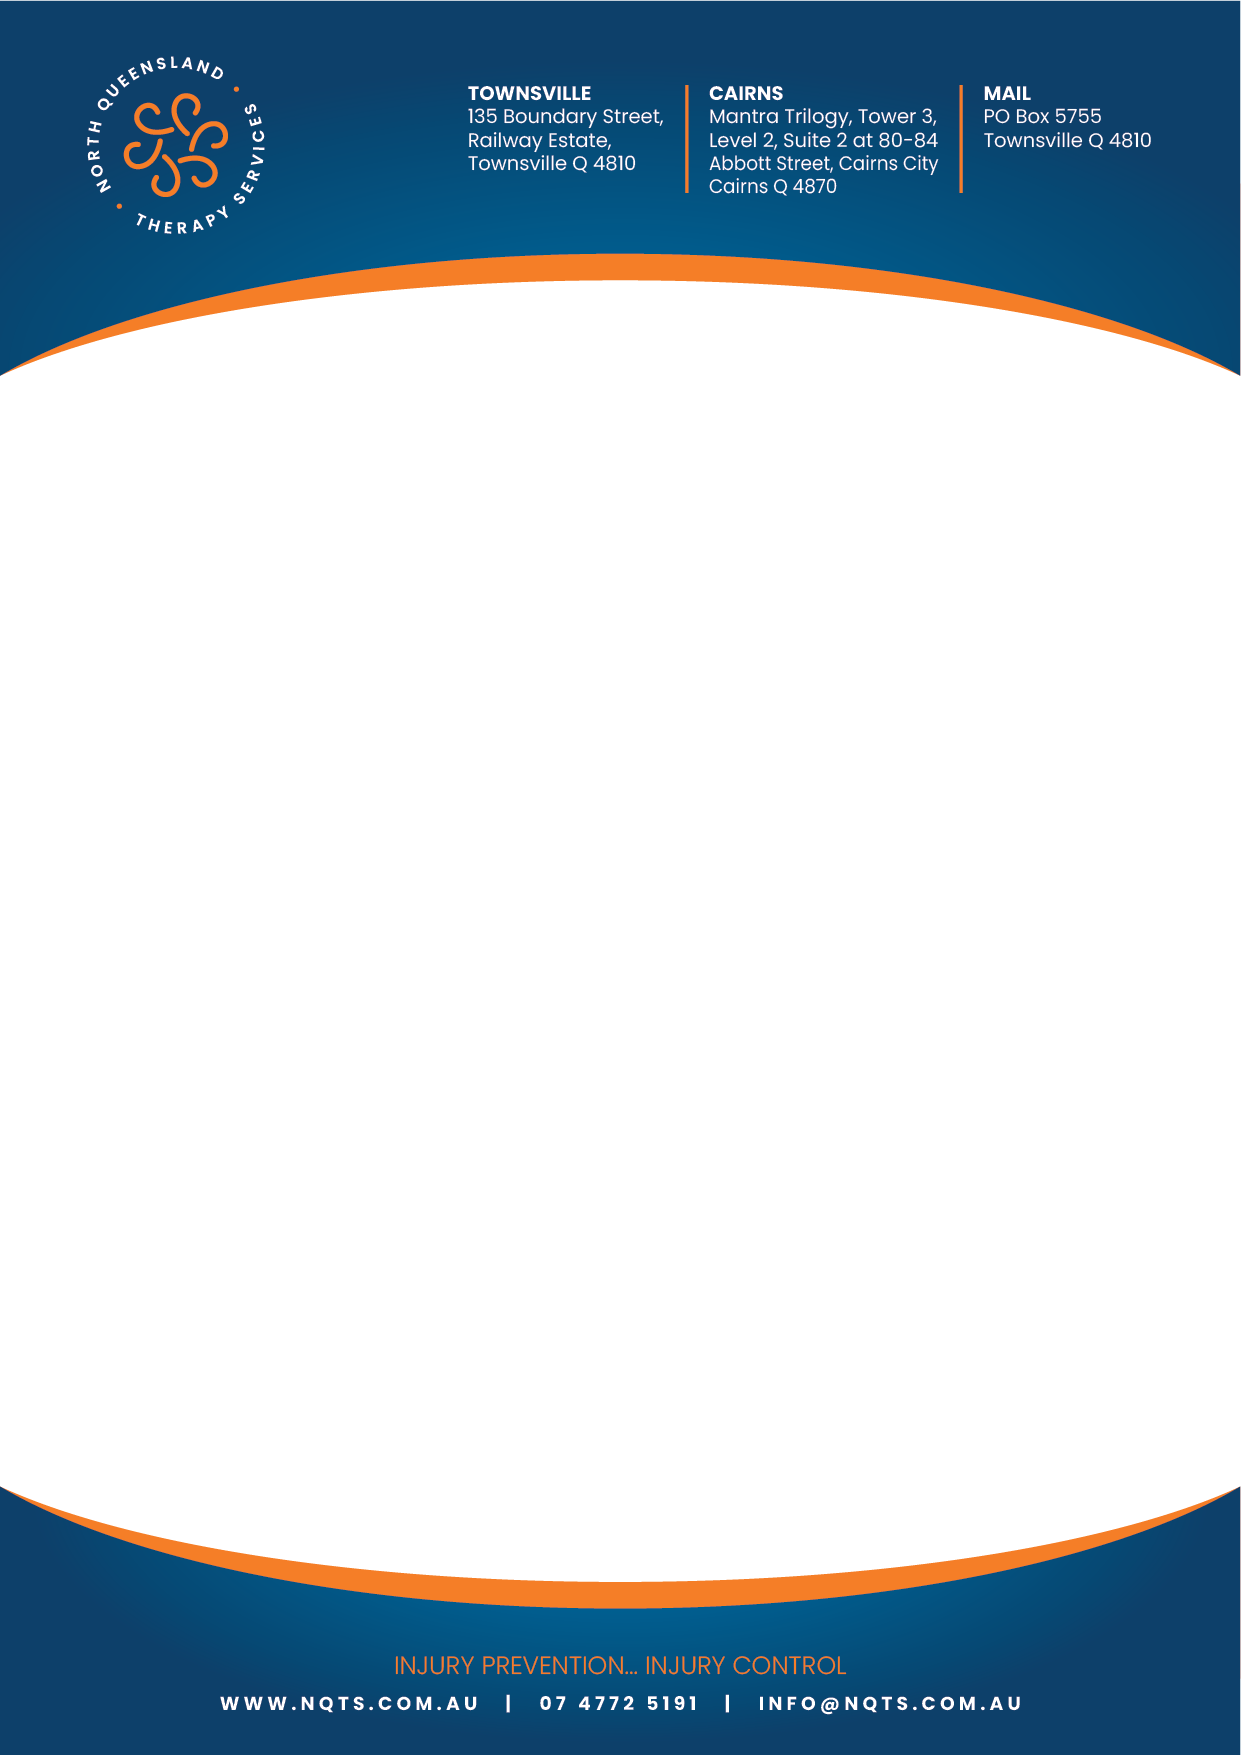 NORTH QUEENSLAND • THERAPY SERVICES •
TOWNSVILLE
135 Boundary Street,
Railway Estate,
Townsville Q 4810
CAIRNS
Mantra Trilogy, Tower 3,
Level 2, Suite 2 at 80-84
Abbott Street, Cairns City
Cairns Q 4870
MAIL
PO Box 5755
Townsville Q 4810
INJURY PREVENTION... INJURY CONTROL
WWW.NQTS.COM.AU | 07 4772 5191 | INFO@NQTS.COM.AU